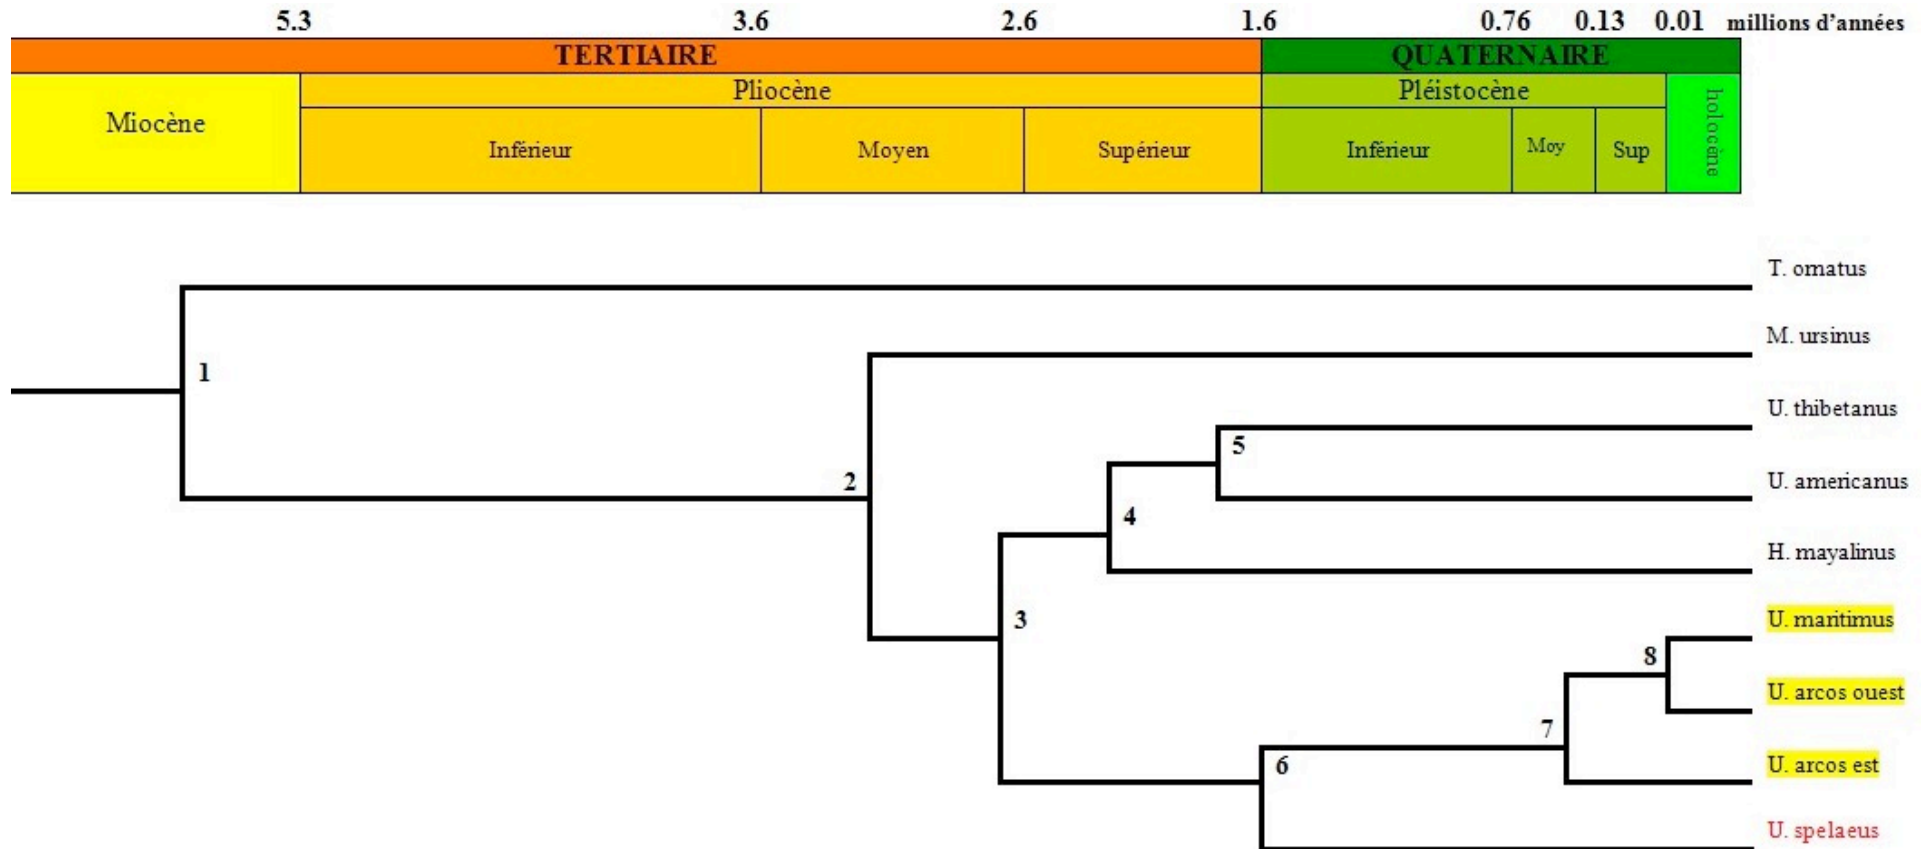 5.3 3.6 2.6 1.6 0.76 0.13 0.01 millions d'années
TERTIAIRE QUATERNAIRE
Pliocène Pléistocène
Miocène
holocène
Inférieur Moyen Supérieur Inférieur Moy Sup
T. ornatus
M. ursinus
1
U. thibetanus
5
2
U. americanus
4
H. mayalinus
3
U. maritimus
8
U. arcos ouest
7
6
U. arcos est
U. spelaeus